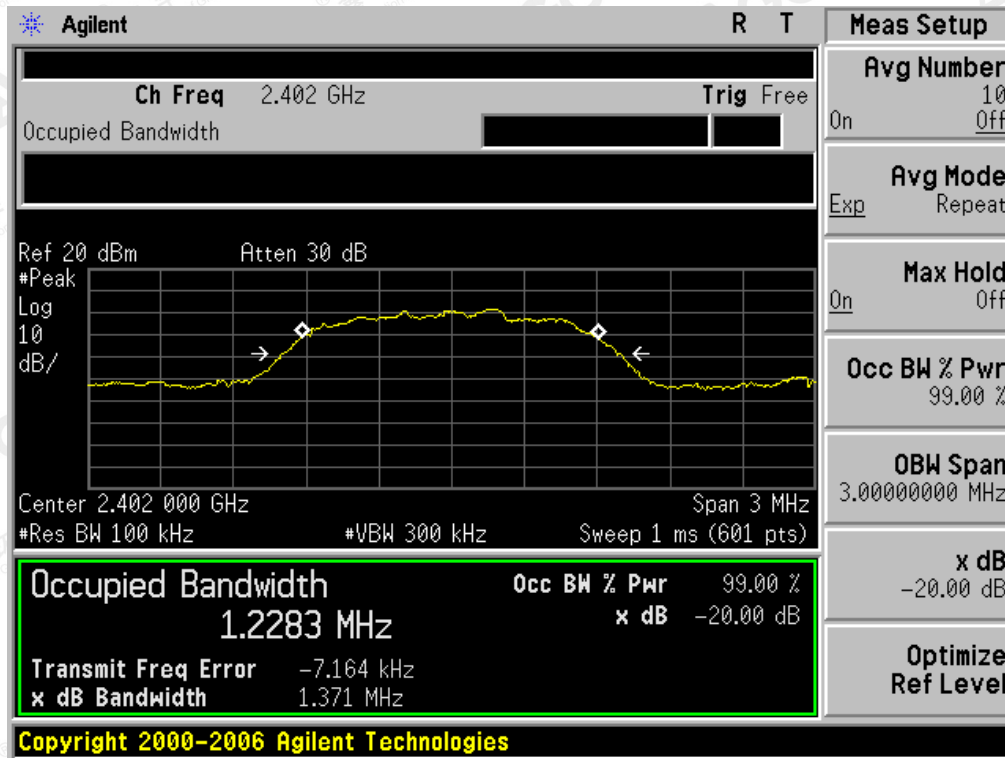 Agilent R T
Ch Freq 2.402 GHz Trig Free
Occupied Bandwidth
Ref 20 dBm Atten 30 dB
#Peak
Log
10
dB/
Center 2.402 000 GHz Span 3 MHz
#Res BW 100 kHz #VBW 300 kHz Sweep 1 ms (601 pts)
Occupied Bandwidth
1.2283 MHz
Occ BW % Pwr 99.00 %
x dB -20.00 dB
Transmit Freq Error -7.164 kHz
x dB Bandwidth 1.371 MHz
Copyright 2000-2006 Agilent Technologies
Meas Setup
Avg Number
10
On Off
Avg Mode
Exp Repeat
Max Hold
On Off
Occ BW % Pwr
99.00 %
OBW Span
3.00000000 MHz
x dB
-20.00 dB
Optimize
Ref Level